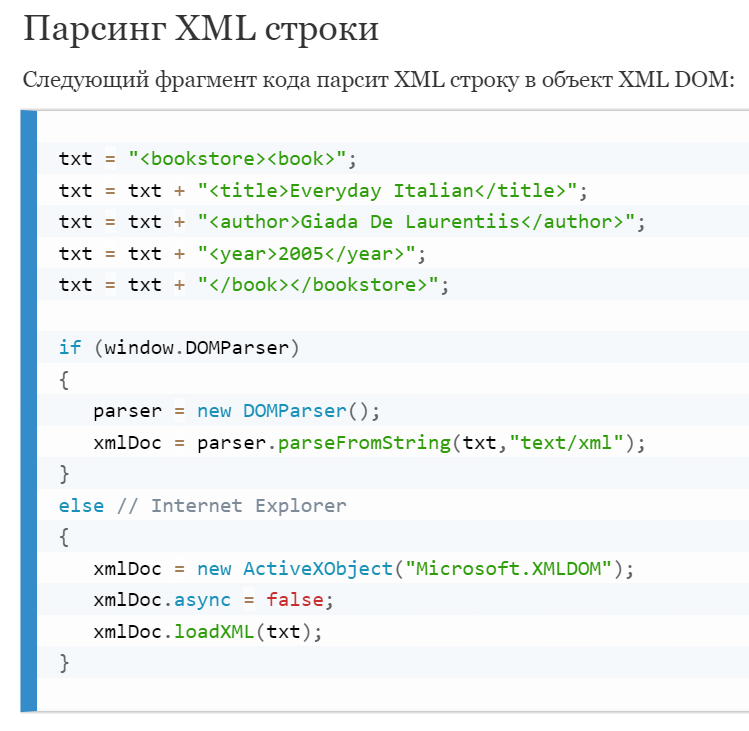 Парсинг XML строки
Следующий фрагмент кода парсит XML строку в объект XML DOM:
txt = "<bookstore><book>";
txt = txt + "<title>Everyday Italian</title>";
txt = txt + "<author>Giada De Laurentiis</author>";
txt = txt + "<year>2005</year>";
txt = txt + "</book></bookstore>";
if (window.DOMParser)
{
parser = new DOMParser();
xmlDoc = parser.parseFromString(txt,"text/xml");
}
else // Internet Explorer
{
xmlDoc = new ActiveXObject("Microsoft.XMLDOM");
xmlDoc.async = false;
xmlDoc.loadXML(txt);
}